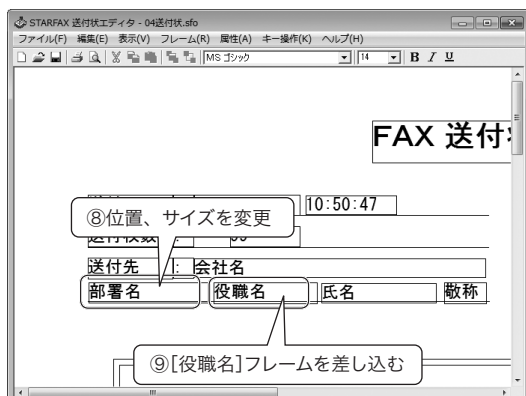 STARFAX 送付状エディタ - 04送付状.sfo
ファイル(F) 編集(E) 表示(V) フレーム(R) 属性(A) キー操作(K) ヘルプ(H)
MS ゴシック 14 B I U
FAX 送付
10:50:47
⑧位置、サイズを変更
送付枚数 :
送付先 : 会社名
部署名 役職名 氏名 敬称
⑨[役職名]フレームを差し込む